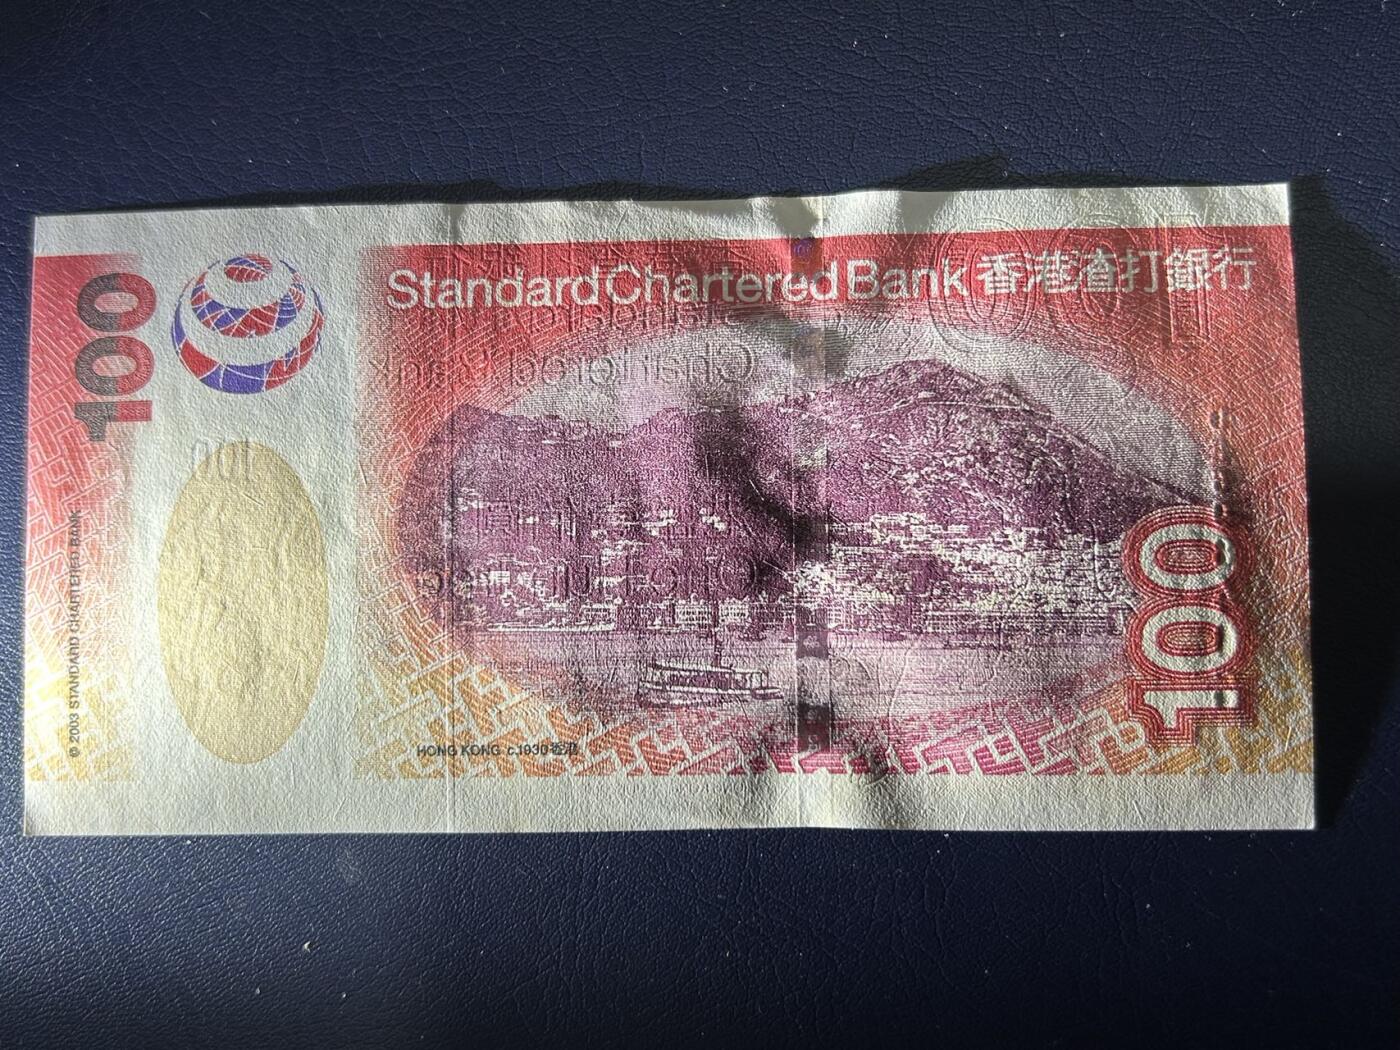 Standard Chartered Bank 香港渣打銀行
100
© 2003 STANDARD CHARTERED BANK
100
HONG KONG c.1930 香港
100